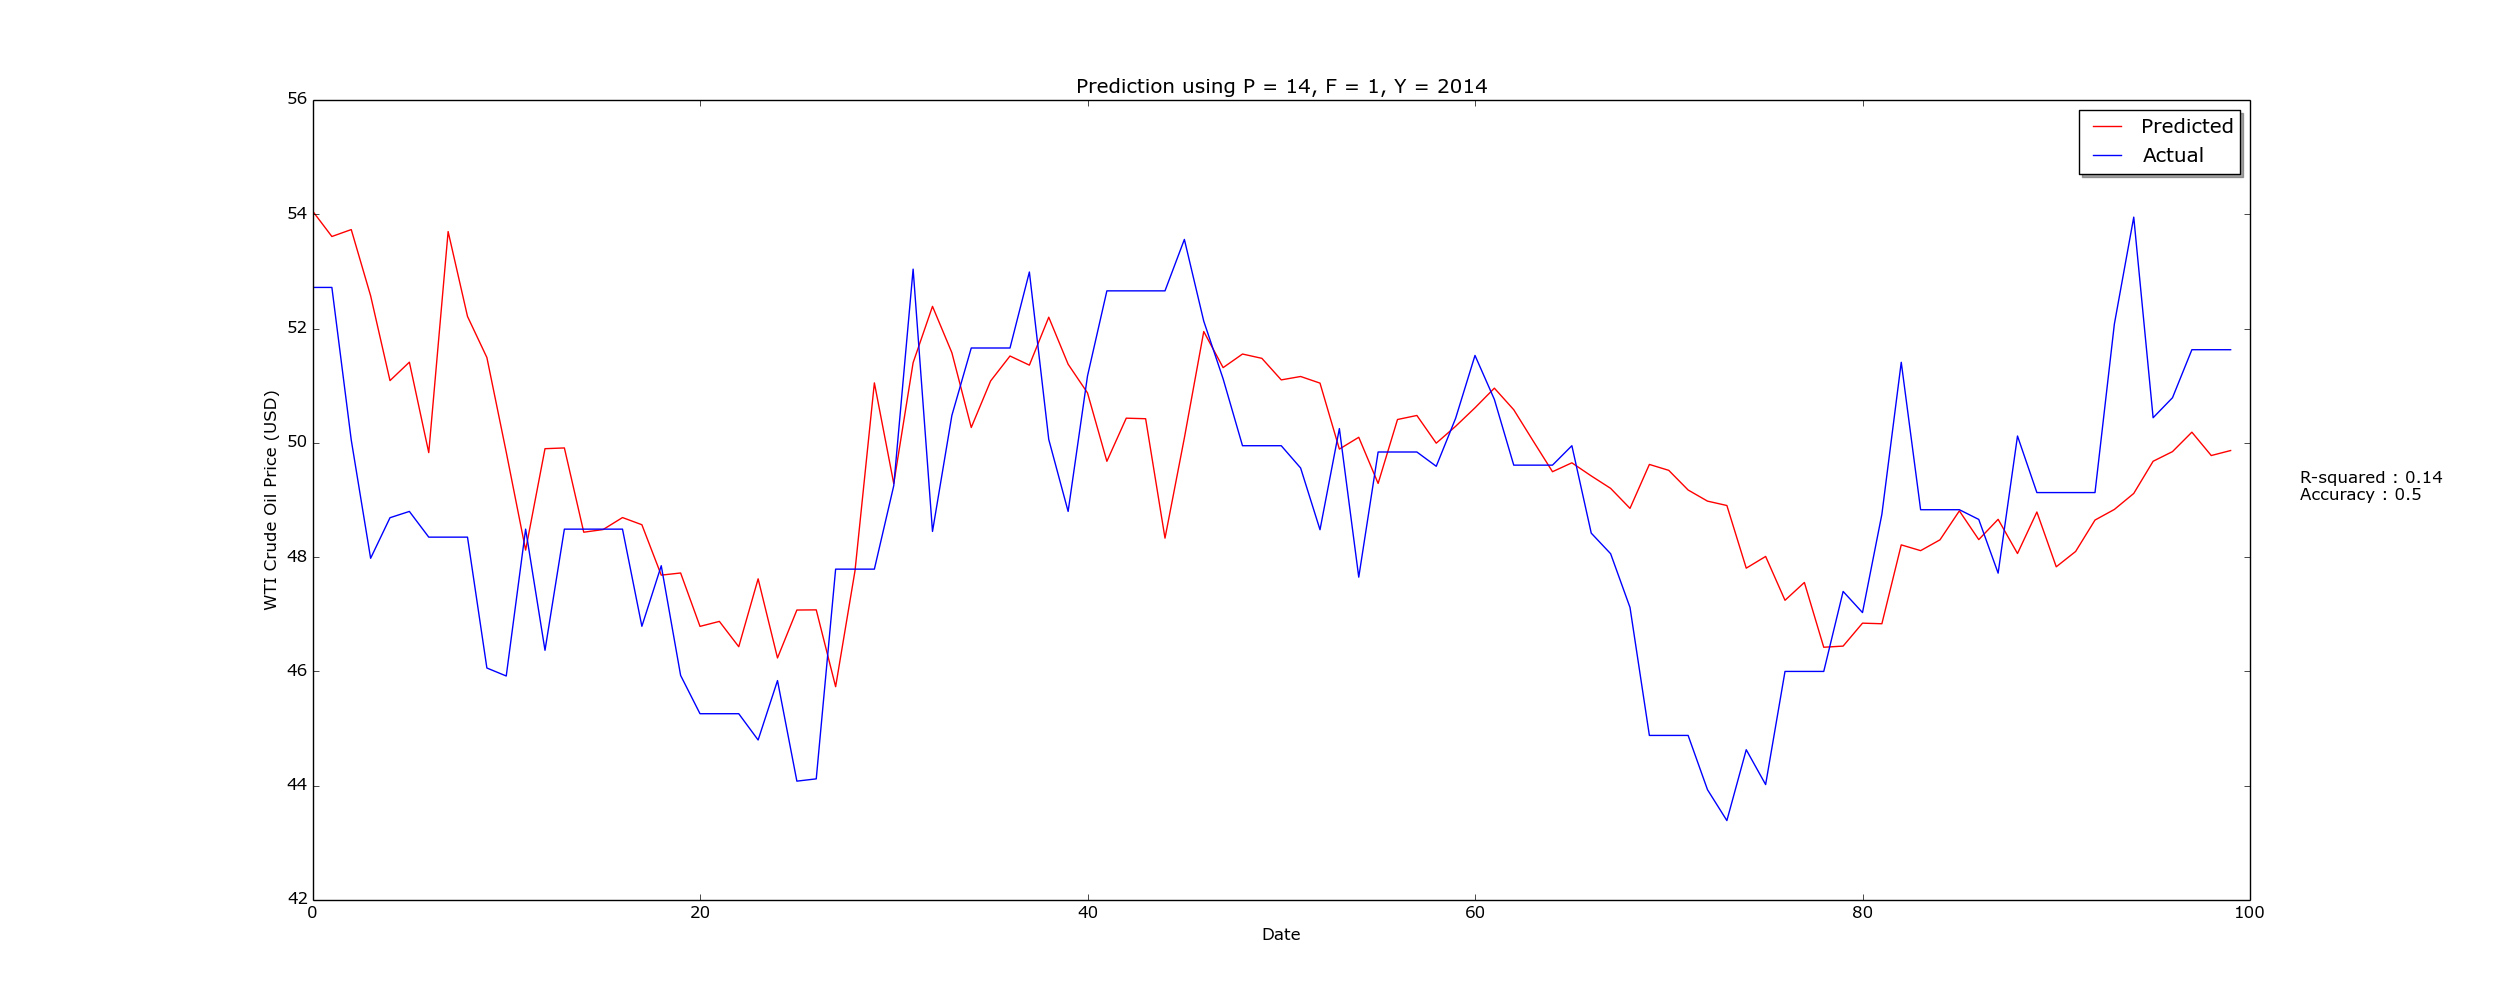 Prediction using P = 14, F = 1, Y = 2014
56
54
52
50
48
46
44
42
WTI Crude Oil Price (USD)
0
20
40
60
80
100
Date
Predicted
Actual
R-squared : 0.14
Accuracy : 0.5